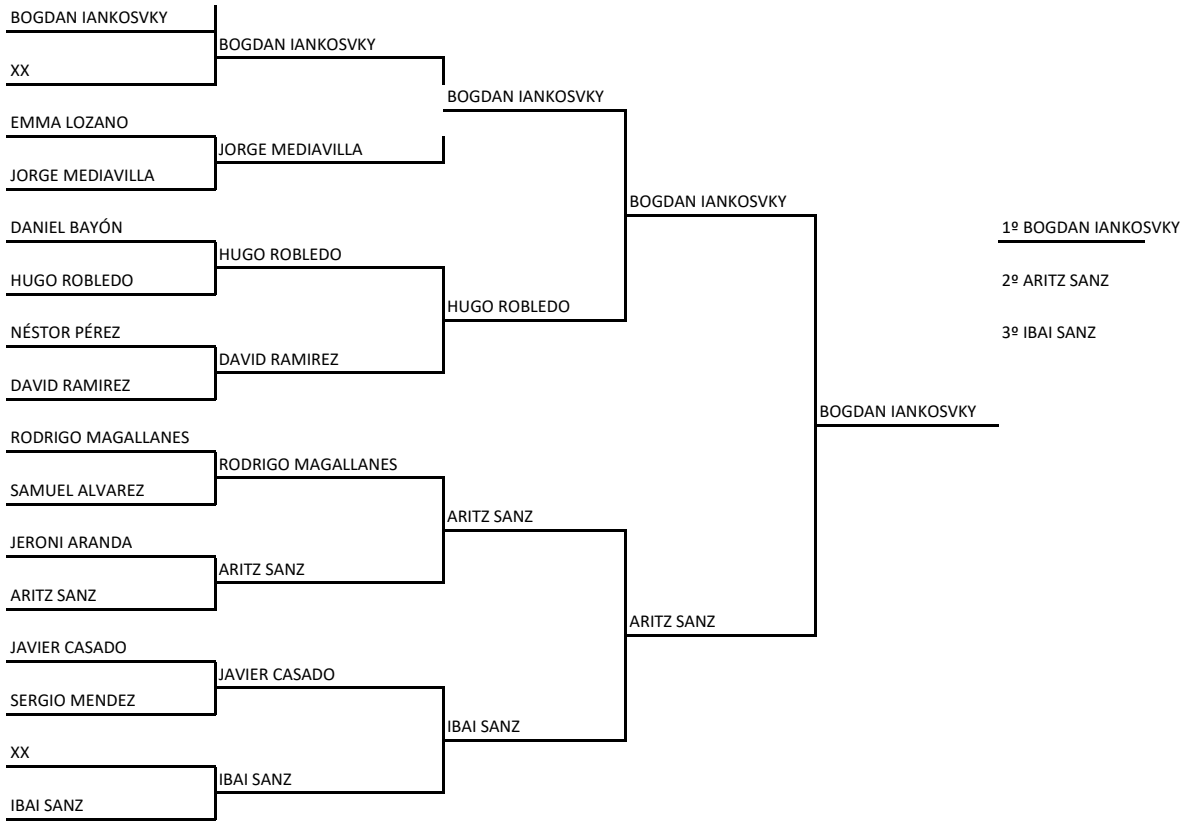 BOGDAN IANKOSVKY
BOGDAN IANKOSVKY
XX
BOGDAN IANKOSVKY
EMMA LOZANO
JORGE MEDIAVILLA
JORGE MEDIAVILLA
BOGDAN IANKOSVKY
DANIEL BAYÓN
1º BOGDAN IANKOSVKY
HUGO ROBLEDO
HUGO ROBLEDO
2º ARITZ SANZ
HUGO ROBLEDO
NÉSTOR PÉREZ
3º IBAI SANZ
DAVID RAMIREZ
DAVID RAMIREZ
BOGDAN IANKOSVKY
RODRIGO MAGALLANES
RODRIGO MAGALLANES
SAMUEL ALVAREZ
ARITZ SANZ
JERONI ARANDA
ARITZ SANZ
ARITZ SANZ
ARITZ SANZ
JAVIER CASADO
JAVIER CASADO
SERGIO MENDEZ
IBAI SANZ
XX
IBAI SANZ
IBAI SANZ